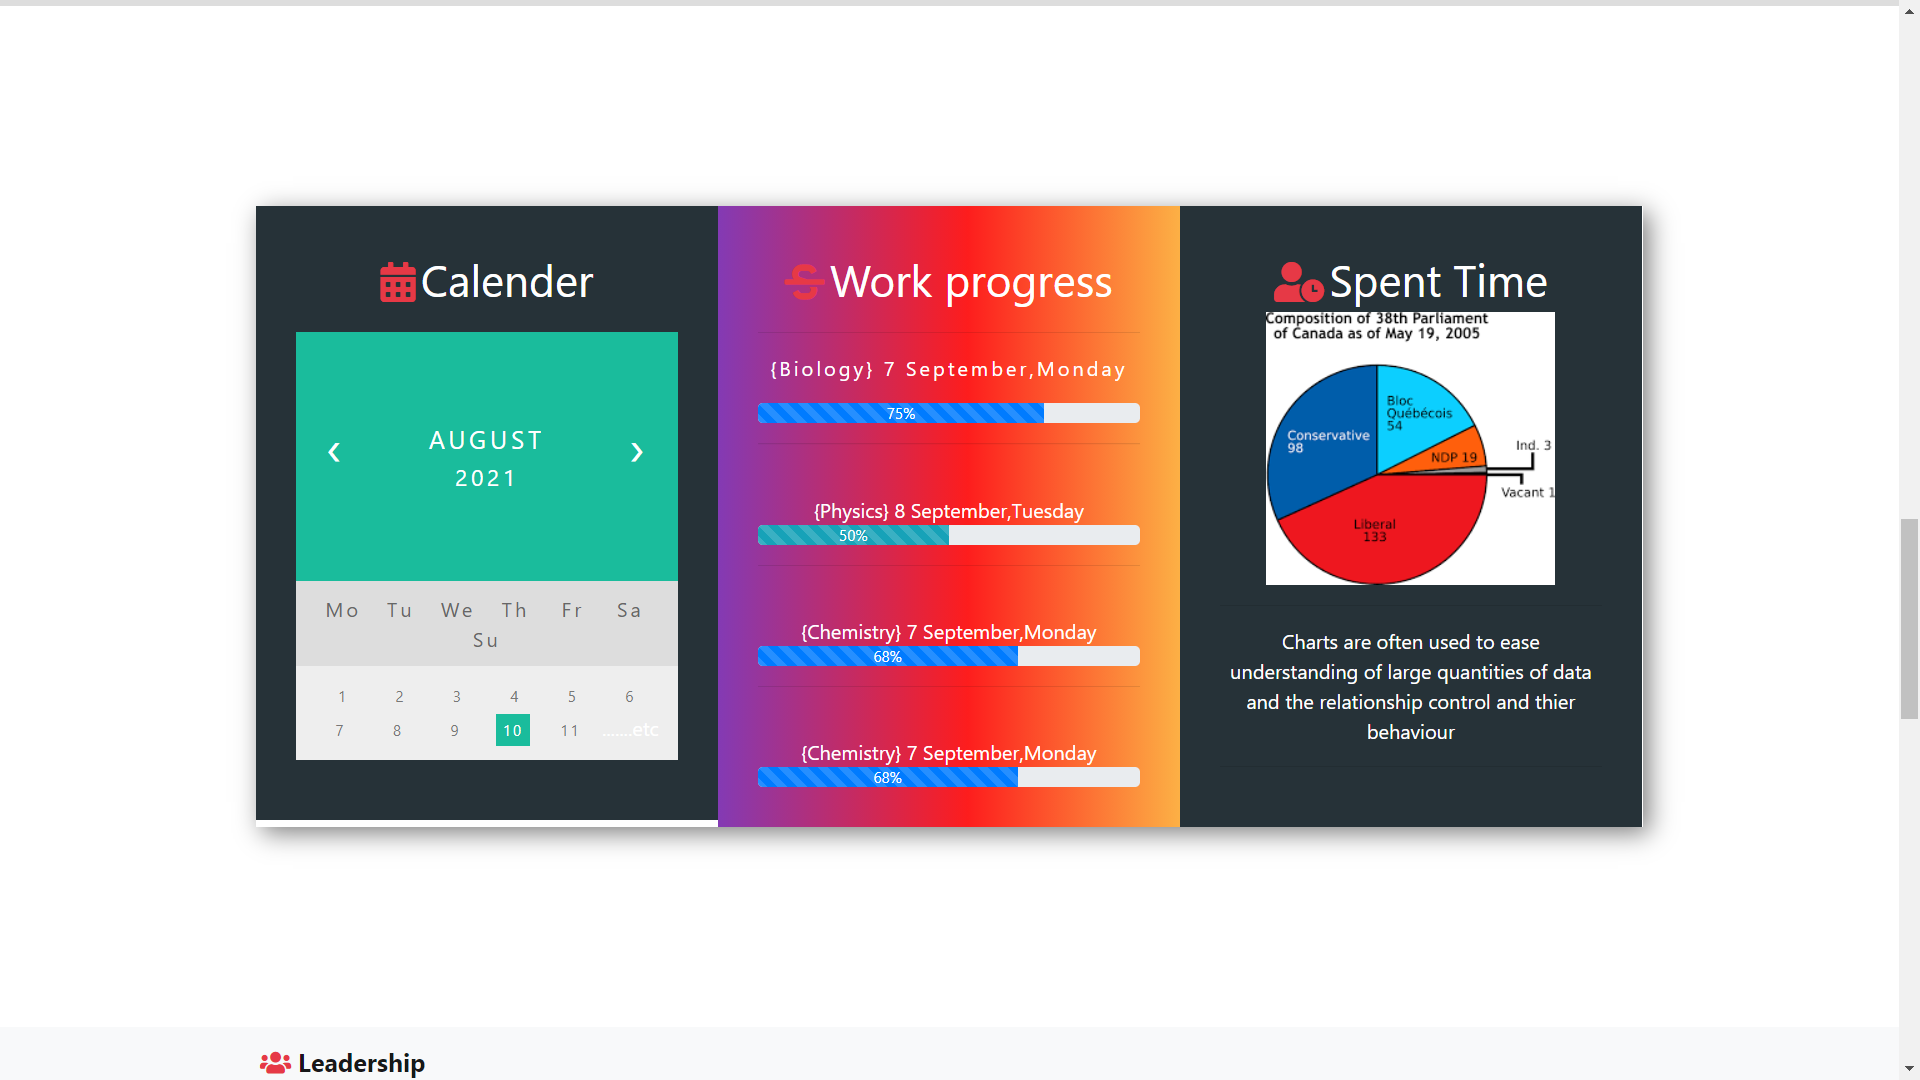 Calender
❮
AUGUST
2021
❯
Mo Tu We Th Fr Sa
Su
1 2 3 4 5 6
7 8 9 10 11 .......etc
Work progress
{Biology} 7 September,Monday
75%
{Physics} 8 September,Tuesday
50%
{Chemistry} 7 September,Monday
68%
{Chemistry} 7 September,Monday
68%
Spent Time
Composition of 38th Parliament
of Canada as of May 19, 2005
Bloc
Québécois
54
Conservative
98
Ind. 3
NDP 19
Vacant 1
Liberal
133
Charts are often used to ease
understanding of large quantities of data
and the relationship control and thier
behaviour
Leadership